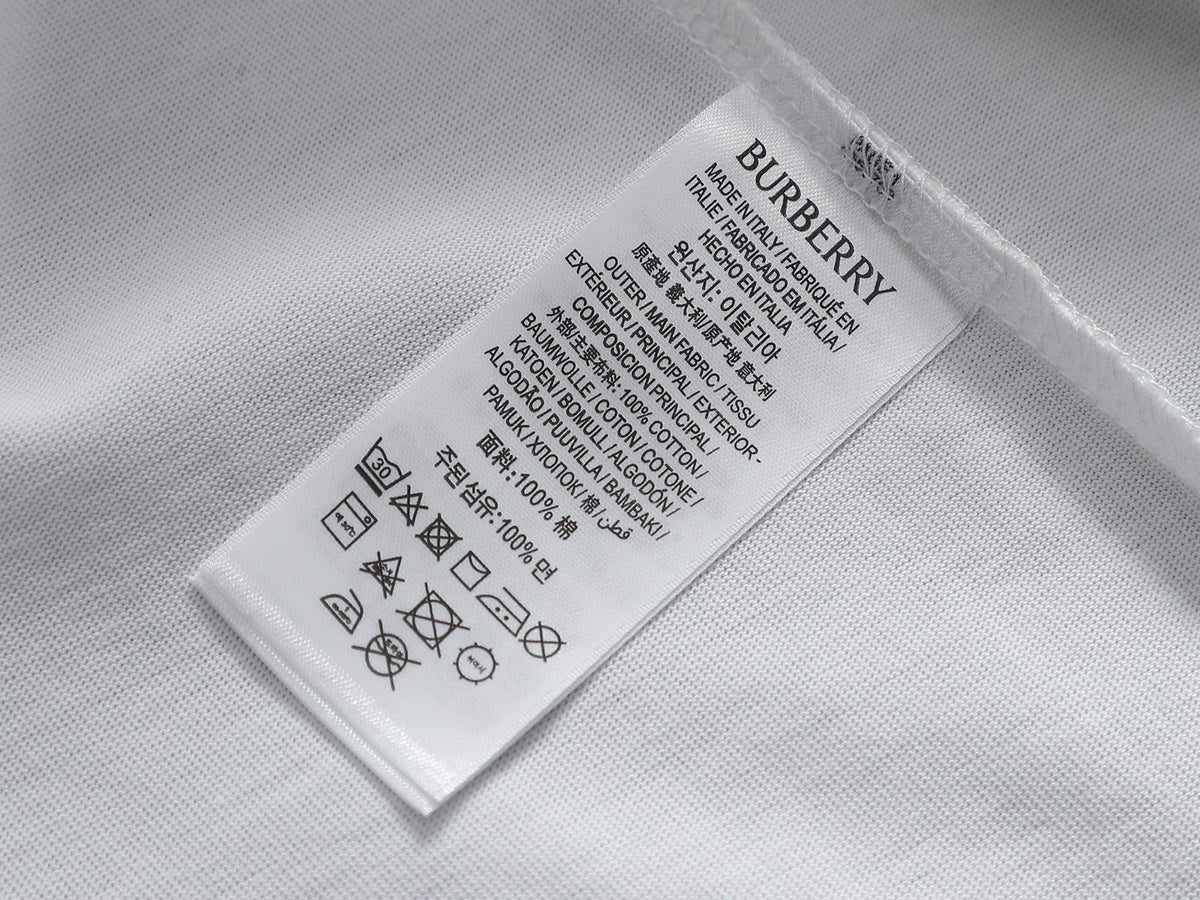 BURBERRY
MADE IN ITALY / FABRIQUÉ EN
ITALIE / FABRICADO EM ITÁLIA /
HECHO EN ITALIA
원산지: 이탈리아
原產地 義大利/原产地 意大利
OUTER / MAIN FABRIC / TISSU
EXTÉRIEUR / PRINCIPAL / EXTERIOR -
COMPOSICION PRINCIPAL /
外部/主要布料: 100% COTTON /
BAUMWOLLE / COTON / COTONE /
KATOEN / BOMULL / ALGODÓN /
ALGODÃO / PUUVILLA / BAMBAKI /
PAMUK / ХЛОПОК / 棉 / قطن
面料: 100% 棉
주된섬유: 100% 면
30